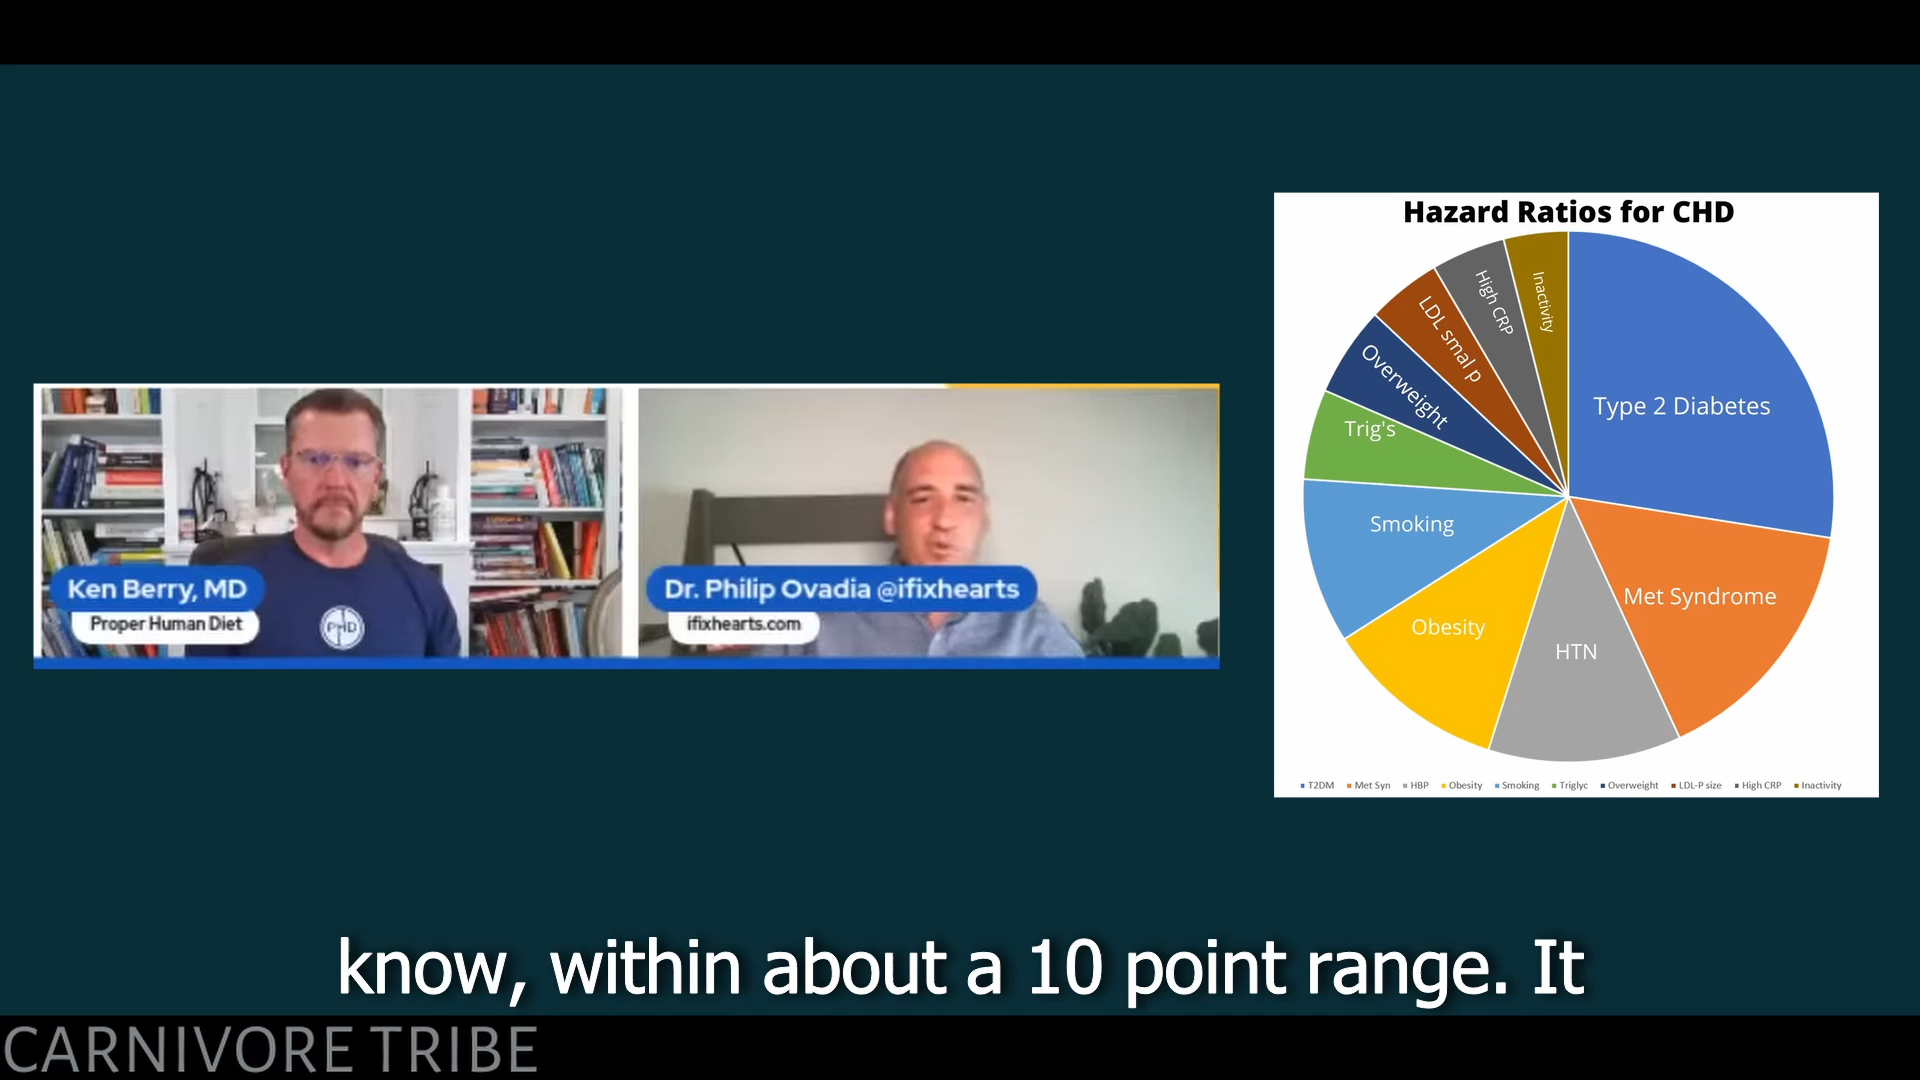 Hazard Ratios for CHD
Inactivity
High CRP
LDL smal p
Overweight
Type 2 Diabetes
Trig's
Smoking
Met Syndrome
Obesity
HTN
T2DM Met Syn HBP Obesity Smoking Triglyc Overweight LDL-P size High CRP Inactivity
Ken Berry, MD
Proper Human Diet
PHD
Dr. Philip Ovadia @ifixhearts
ifixhearts.com
know, within about a 10 point range. It
CARNIVORE TRIBE